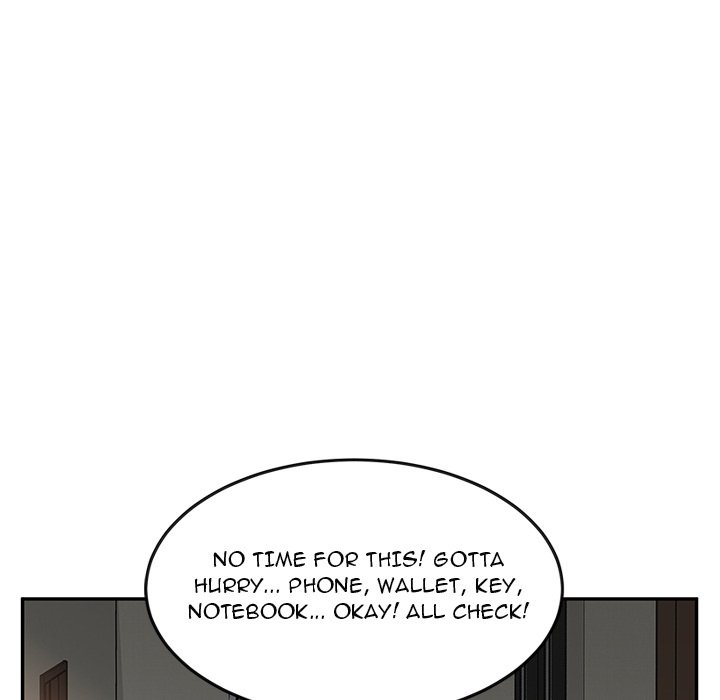 NO TIME FOR THIS! GOTTA
HURRY... PHONE, WALLET, KEY,
NOTEBOOK... OKAY! ALL CHECK!